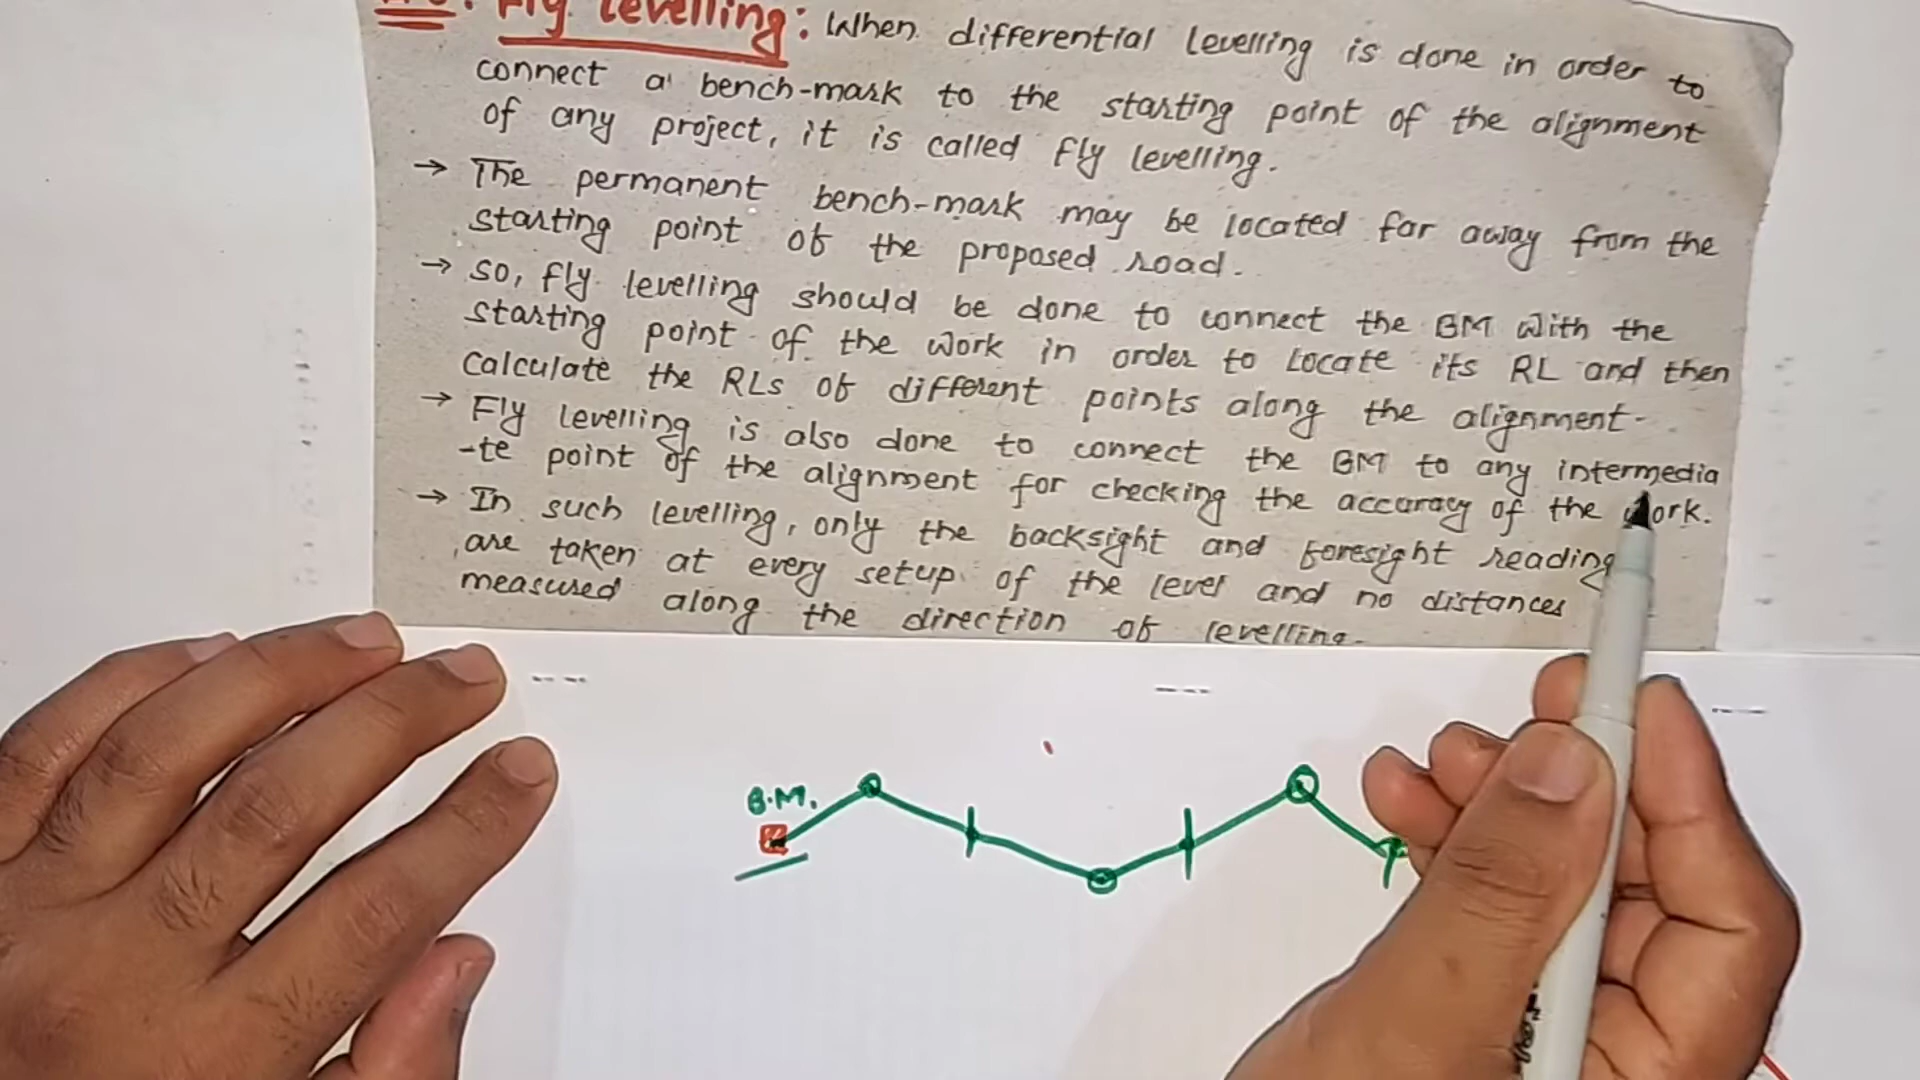 Fly levelling: When differential levelling is done in order to
connect a bench-mark to the starting point of the alignment
of any project, it is called fly levelling.
→ The permanent bench-mark may be located far away from the
starting point of the proposed road.
→ So, fly levelling should be done to connect the BM with the
starting point of the work in order to locate its RL and then
calculate the RLs of different points along the alignment.
→ Fly levelling is also done to connect the BM to any intermedia
-te point of the alignment for checking the accuracy of the work.
→ In such levelling, only the backsight and foresight reading
are taken at every setup of the level and no distances
measured along the direction of levelling.
B.M.